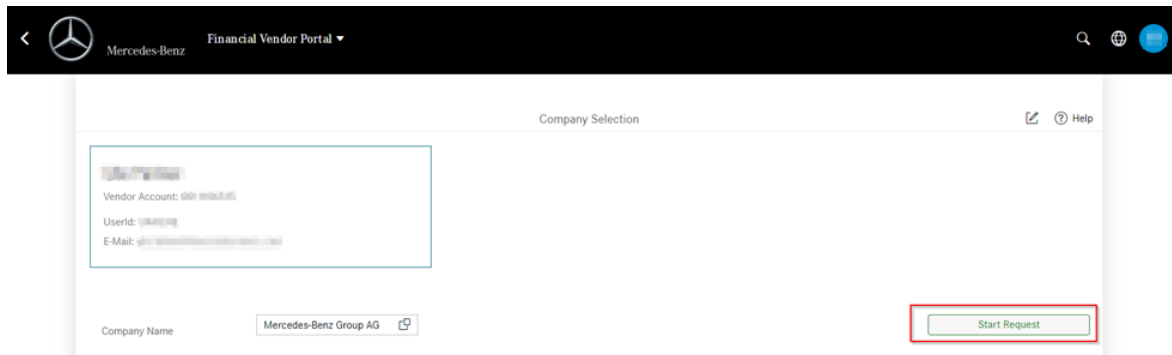 Financial Vendor Portal
Mercedes-Benz
Company Selection
Help
Vendor Account:
UserId:
E-Mail:
Company Name
Mercedes-Benz Group AG
Start Request